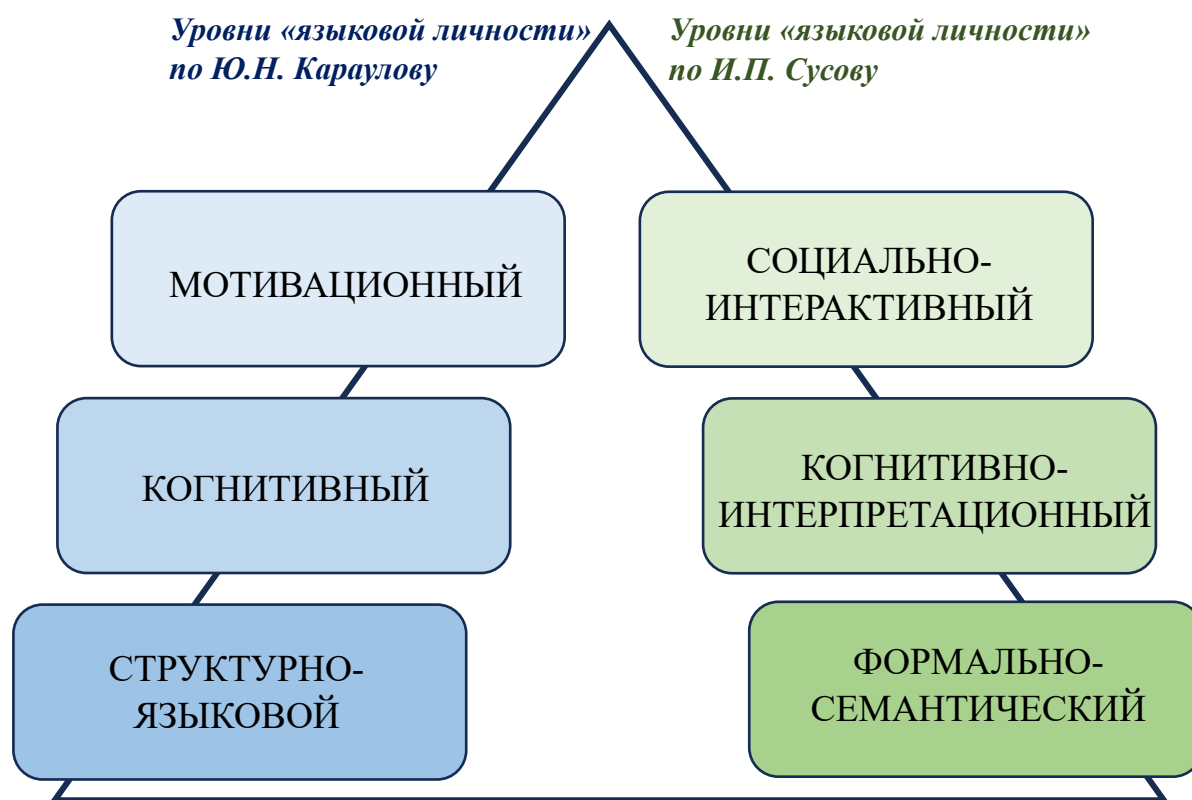 Уровни «языковой личности»
по Ю.Н. Караулову
Уровни «языковой личности»
по И.П. Сусову
МОТИВАЦИОННЫЙ
СОЦИАЛЬНО-
ИНТЕРАКТИВНЫЙ
КОГНИТИВНЫЙ
КОГНИТИВНО-
ИНТЕРПРЕТАЦИОННЫЙ
СТРУКТУРНО-
ЯЗЫКОВОЙ
ФОРМАЛЬНО-
СЕМАНТИЧЕСКИЙ